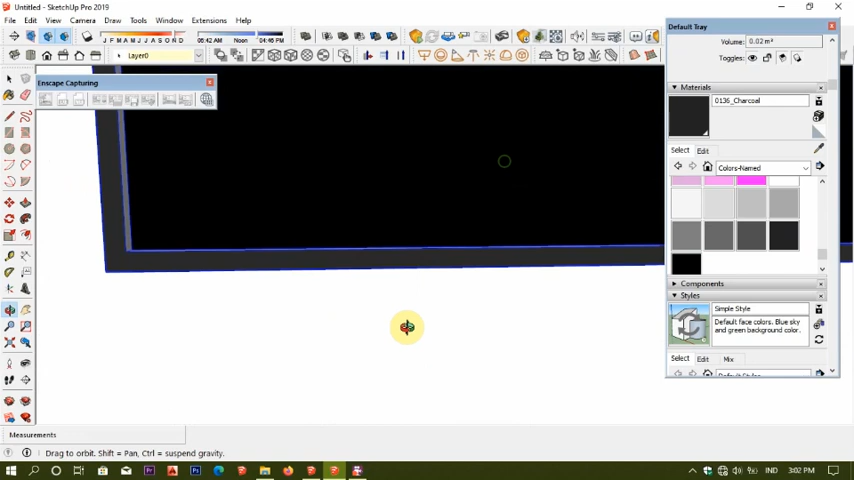 Untitled - SketchUp Pro 2019
File Edit View Camera Draw Tools Window Extensions Help
Default Tray
J F M A M J J A S O N D
06:42 AM Noon 04:46 PM
Volume: 0.02 m³
Layer0
Toggles:
Enscape Capturing
Materials
0136_Charcoal
Select Edit
Colors-Named
Components
Styles
Simple Style
Default face colors. Blue sky
and green background color.
Select Edit Mix
Default Styles
Measurements
Drag to orbit. Shift = Pan, Ctrl = suspend gravity.
IND 3:02 PM